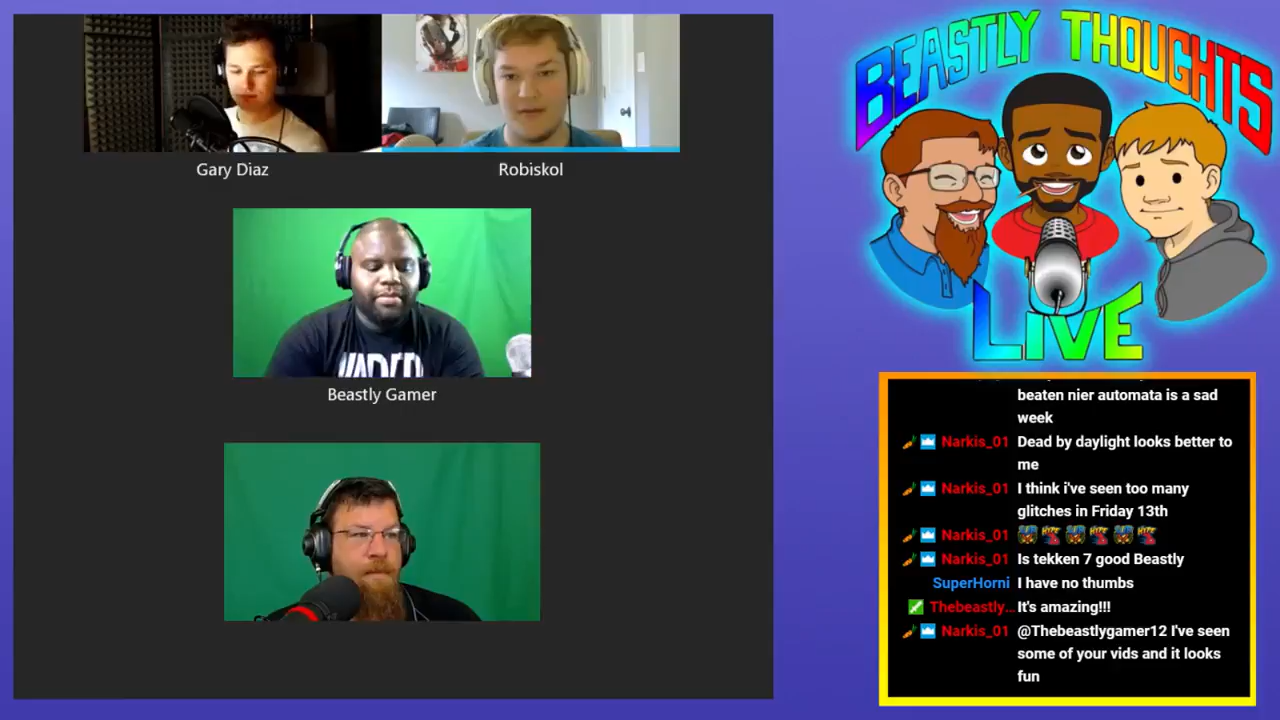 BEASTLY THOUGHTS
LIVE
Gary Diaz
Robiskol
Beastly Gamer
beaten nier automata is a sad
week
Narkis_01 Dead by daylight looks better to
me
Narkis_01 I think i've seen too many
glitches in Friday 13th
Narkis_01
Narkis_01 Is tekken 7 good Beastly
SuperHorni I have no thumbs
Thebeastly... It's amazing!!!
Narkis_01 @Thebeastlygamer12 I've seen
some of your vids and it looks
fun